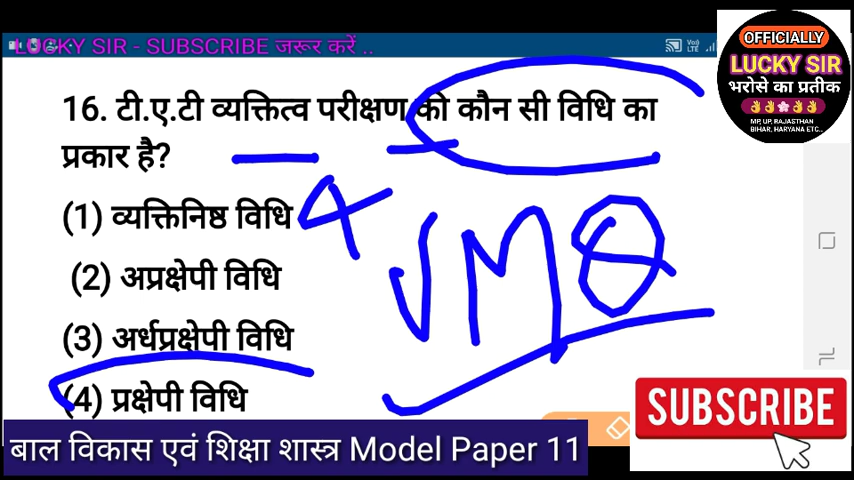 LUCKY SIR - SUBSCRIBE जरूर करें ..
OFFICIALLY
LUCKY SIR
भरोसे का प्रतीक
MP, UP, RAJASTHAN
BIHAR, HARYANA ETC..
16. टी.ए.टी व्यक्तित्व परीक्षण को कौन सी विधि का
प्रकार है?
(1) व्यक्तिनिष्ठ विधि
4
(2) अप्रक्षेपी विधि
(3) अर्धप्रक्षेपी विधि
(4) प्रक्षेपी विधि
SUBSCRIBE
बाल विकास एवं शिक्षा शास्त्र Model Paper 11